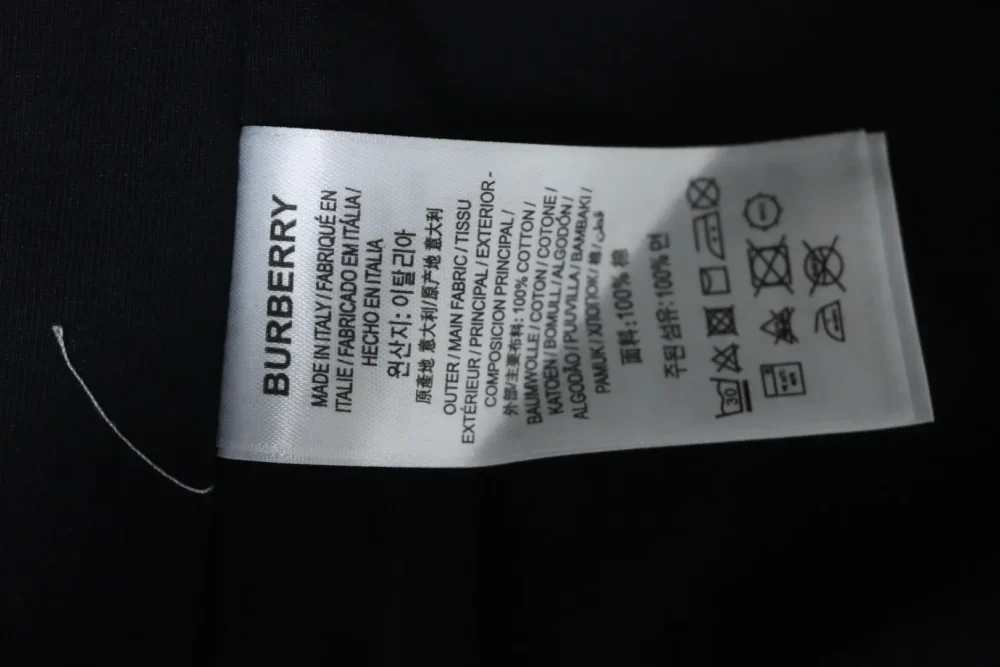 BURBERRY
MADE IN ITALY / FABRIQUÉ EN
ITALIE / FABRICADO EM ITÁLIA /
HECHO EN ITALIA
원산지: 이탈리아
原產地 意大利/原产地 意大利
OUTER / MAIN FABRIC / TISSU
EXTÉRIEUR / PRINCIPAL / EXTERIOR -
COMPOSICION PRINCIPAL /
外部/主要布料: 100% COTTON /
BAUMWOLLE / COTON / COTONE /
KATOEN / BOMULL / ALGODÓN /
ALGODÃO / PUUVILLA / BAMBAKI /
PAMUK / ХЛОПОК / 棉 / قطن
面料: 100% 棉
주된섬유: 100% 면
30